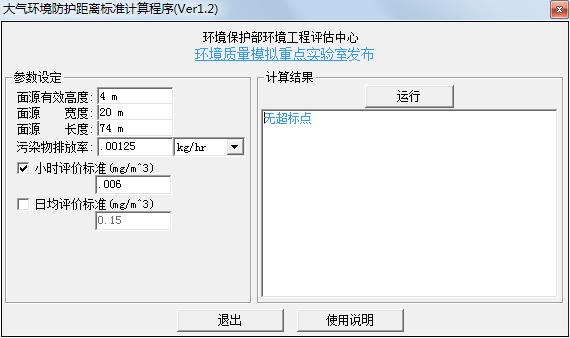 大气环境防护距离标准计算程序(Ver1.2)
环境保护部环境工程评估中心
环境质量模拟重点实验室发布
参数设定
面源有效高度: 4 m
面源 宽度: 20 m
面源 长度: 74 m
污染物排放率: .00125 kg/hr
小时评价标准(mg/m^3)
.006
日均评价标准(mg/m^3)
0.15
计算结果
运行
无超标点
退出 使用说明